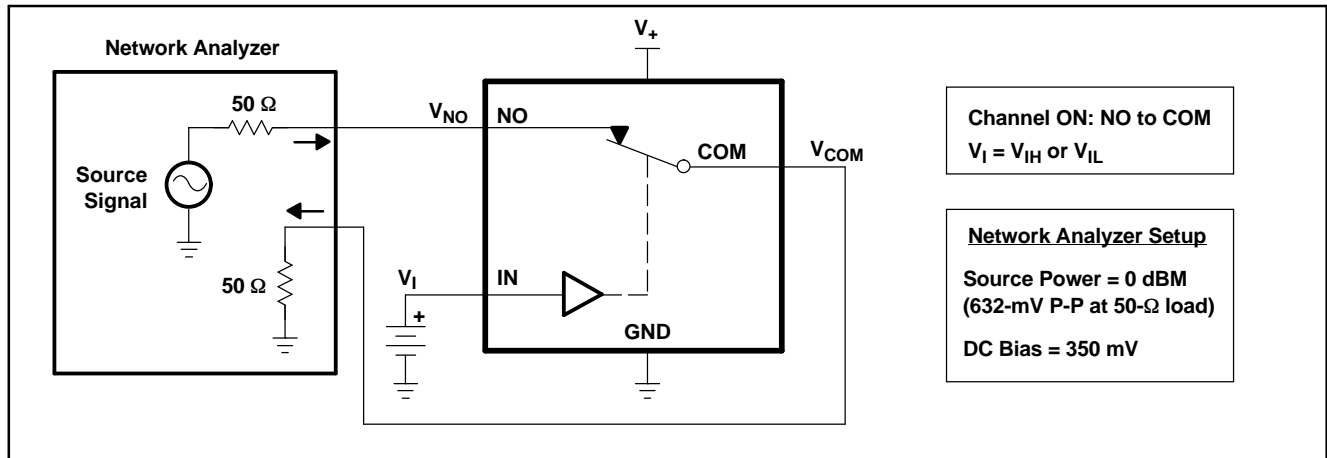 Network Analyzer
50 Ω
Source
Signal
50 Ω
V+
VNO
NO
COM
VCOM
VI
+
IN
GND
Channel ON: NO to COM
VI = VIH or VIL
Network Analyzer Setup
Source Power = 0 dBM
(632-mV P-P at 50-Ω load)
DC Bias = 350 mV